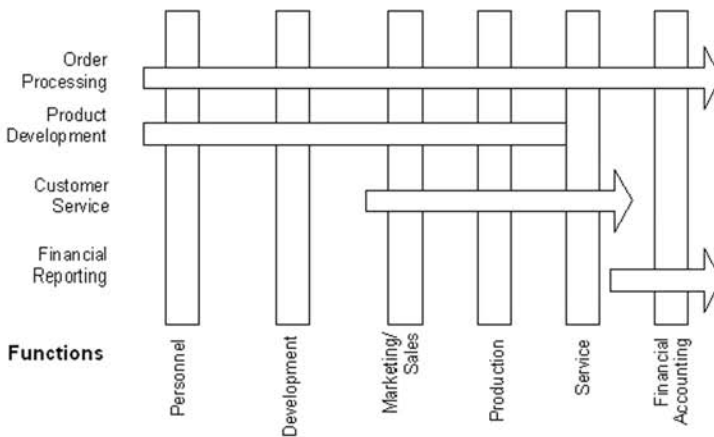 Order
Processing
Product
Development
Customer
Service
Financial
Reporting
Functions
Personnel
Development
Marketing/
Sales
Production
Service
Financial
Accounting